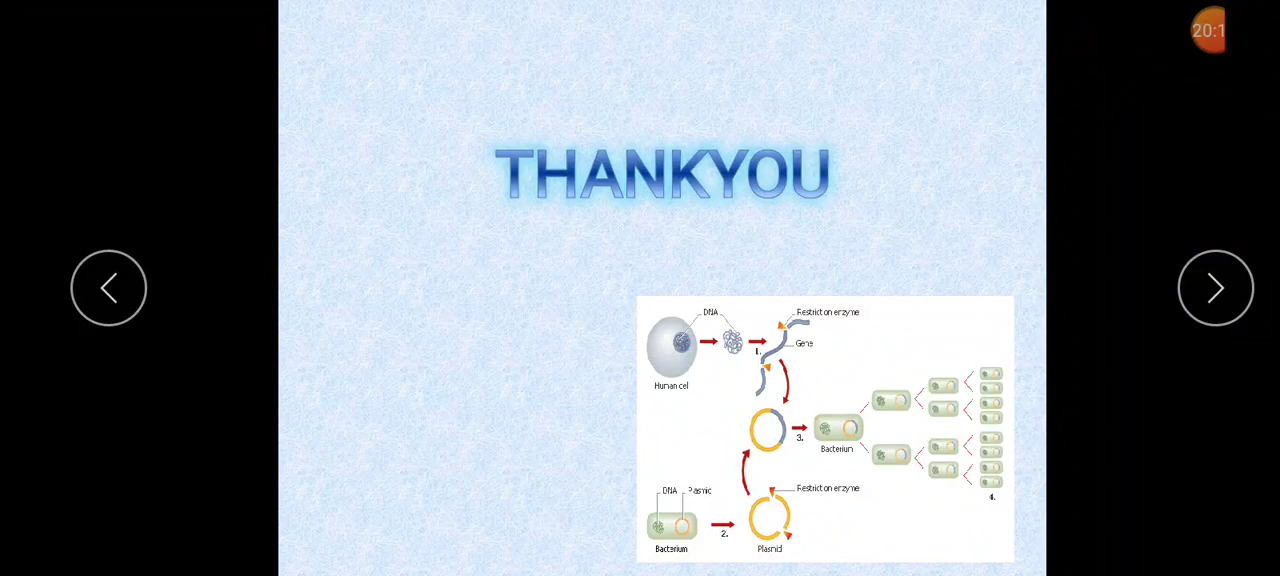 20:1
THANKYOU
DNA
Restriction enzyme
1.
Gene
Human cell
3.
Bacterium
DNA
Plasmid
Restriction enzyme
4.
2.
Bacterium
Plasmid